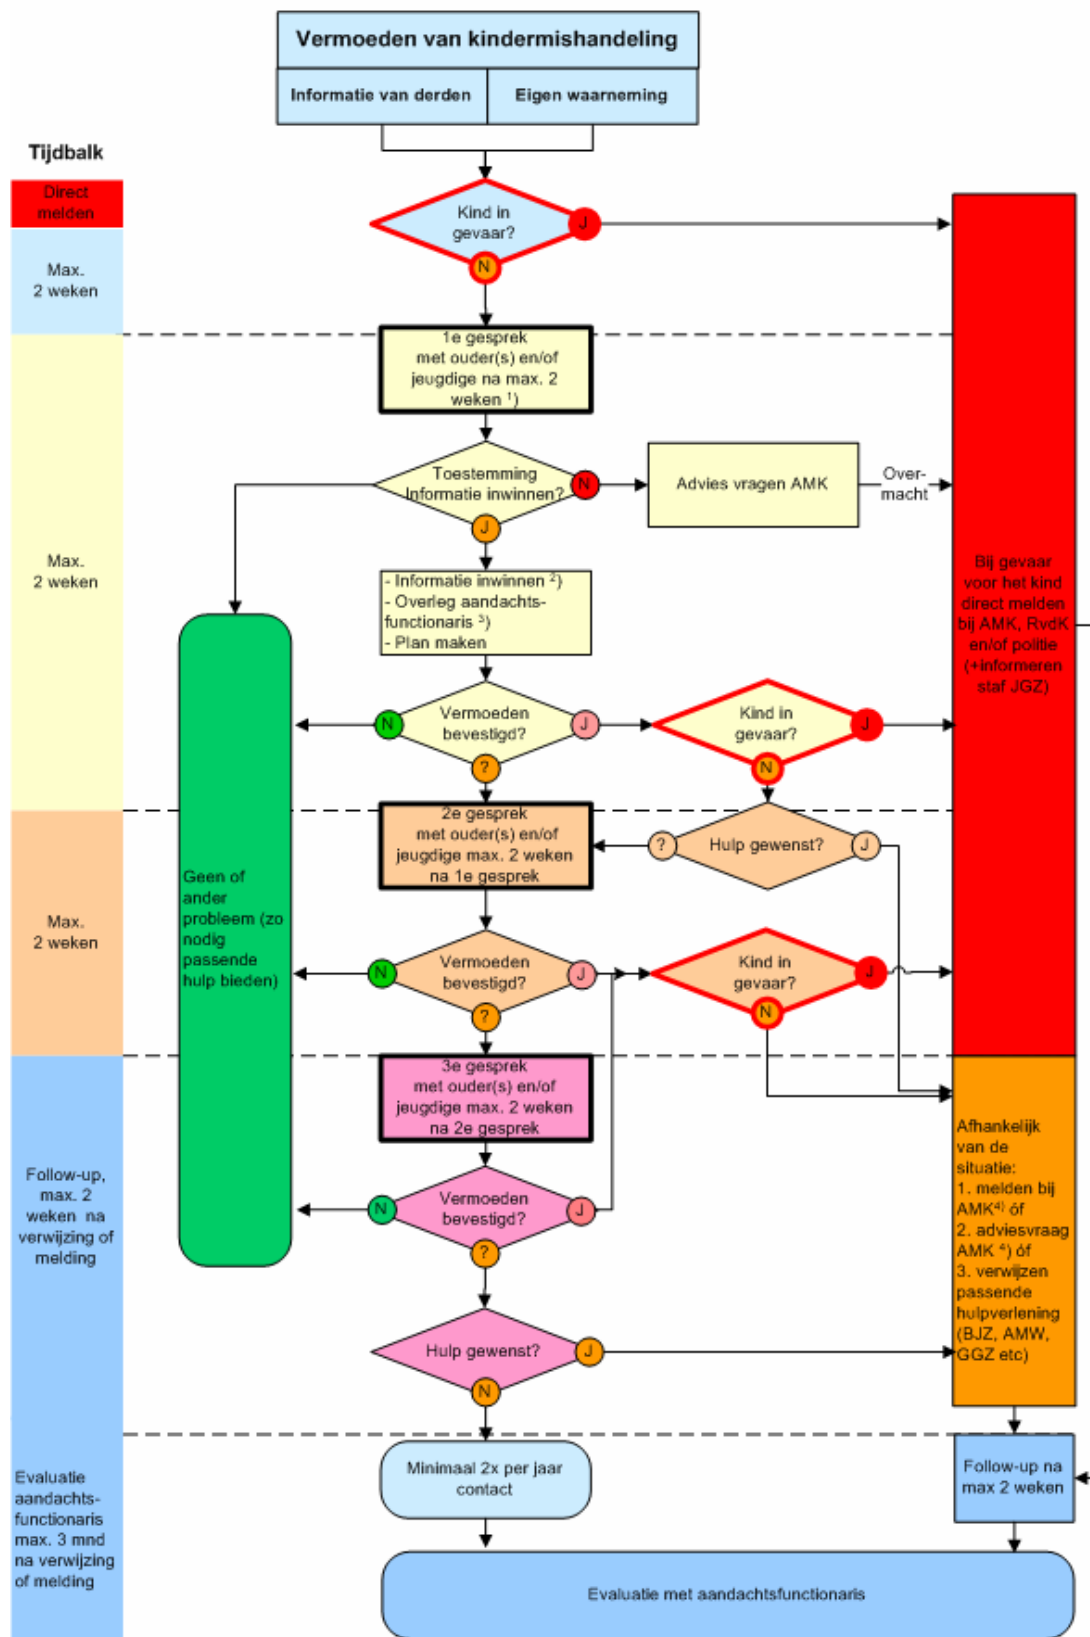 Vermoeden van kindermishandeling
Informatie van derden
Eigen waarneming
Tijdbalk
Direct
melden
Kind in
gevaar?
J
N
Max.
2 weken
1e gesprek
met ouder(s) en/of
jeugdige na max. 2
weken ¹)
Toestemming
Informatie inwinnen?
N
J
Advies vragen AMK
Over-
macht
Max.
2 weken
- Informatie inwinnen ²)
- Overleg aandachts-
functionaris ³)
- Plan maken
Bij gevaar
voor het kind
direct melden
bij AMK, RvdK
en/of politie
(+informeren
staf JGZ)
N
Vermoeden
bevestigd?
J
?
Kind in
gevaar?
J
N
2e gesprek
met ouder(s) en/of
jeugdige max. 2 weken
na 1e gesprek
?
Hulp gewenst?
J
Geen of
ander
probleem (zo
nodig
passende
hulp bieden)
Max.
2 weken
N
Vermoeden
bevestigd?
J
?
Kind in
gevaar?
J
N
3e gesprek
met ouder(s) en/of
jeugdige max. 2 weken
na 2e gesprek
Follow-up,
max. 2
weken na
verwijzing of
melding
N
Vermoeden
bevestigd?
J
?
Afhankelijk
van de
situatie:
1. melden bij
AMK⁴⁾ óf
2. adviesvraag
AMK ⁴) óf
3. verwijzen
passende
hulpverlening
(BJZ, AMW,
GGZ etc)
Hulp gewenst?
J
N
Minimaal 2x per jaar
contact
Follow-up na
max 2 weken
Evaluatie
aandachts-
functionaris
max. 3 mnd
na verwijzing
of melding
Evaluatie met aandachtsfunctionaris